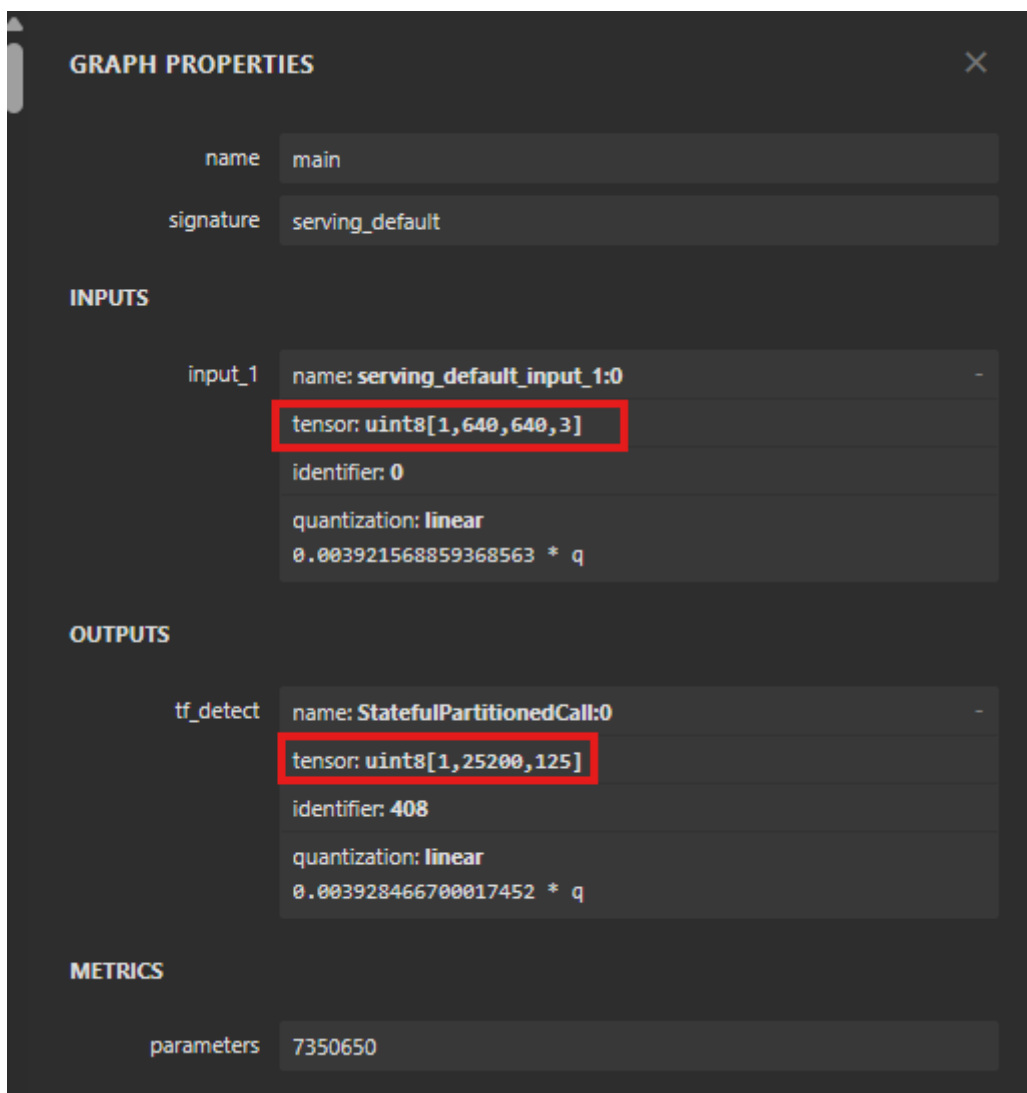 GRAPH PROPERTIES
name main
signature serving_default
INPUTS
input_1 name: serving_default_input_1:0 -
tensor: uint8[1,640,640,3]
identifier: 0
quantization: linear
0.003921568859368563 * q
OUTPUTS
tf_detect name: StatefulPartitionedCall:0 -
tensor: uint8[1,25200,125]
identifier: 408
quantization: linear
0.003928466700017452 * q
METRICS
parameters 7350650